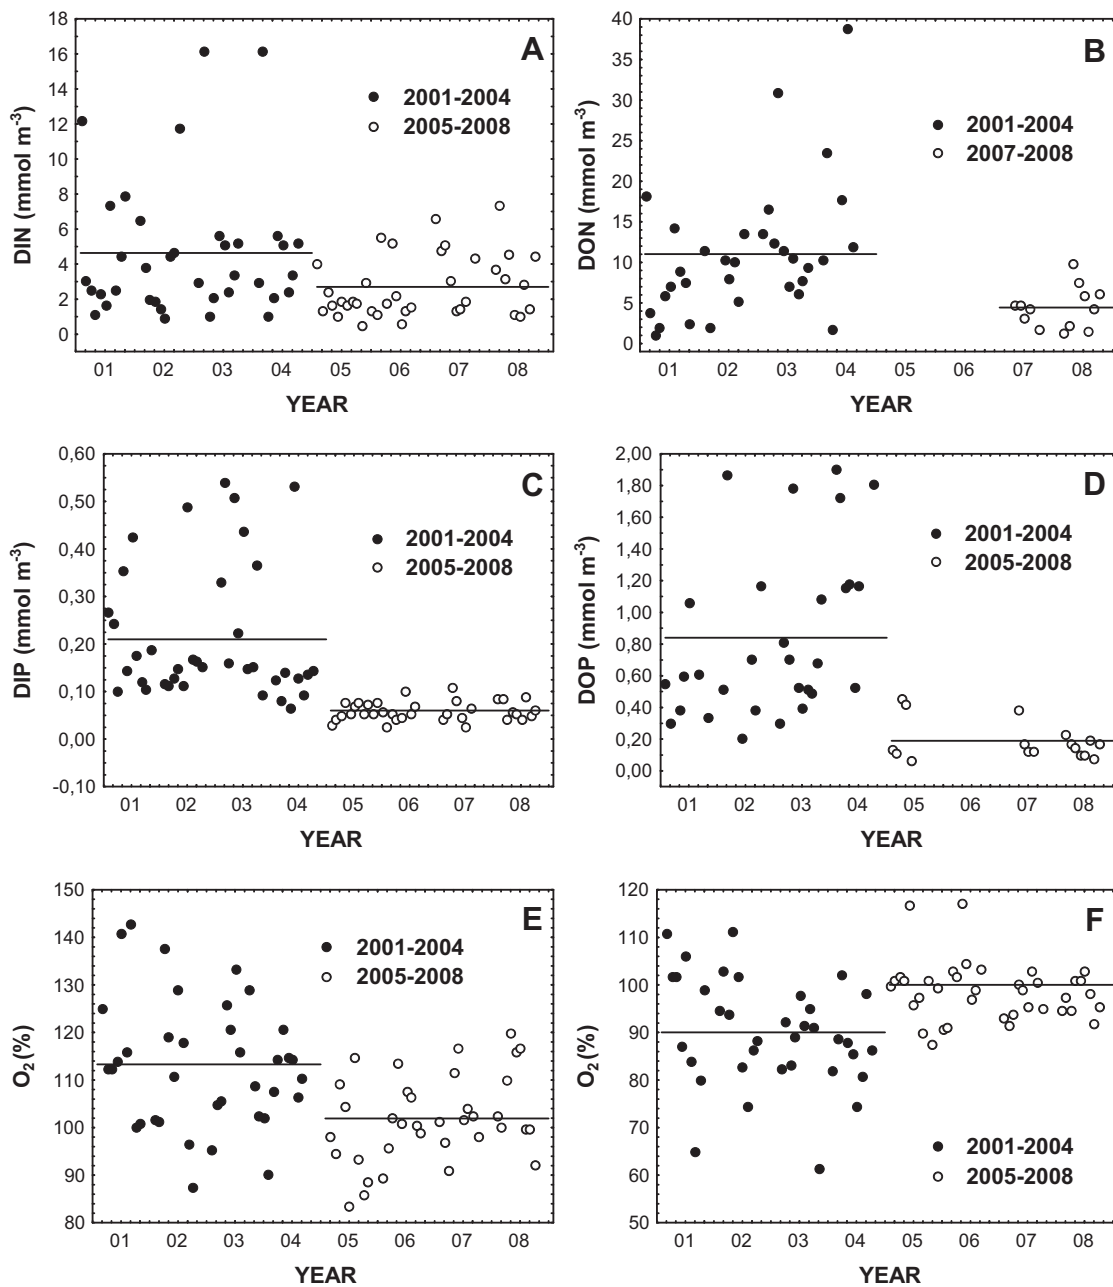 A
DIN (mmol m-3)
18
16
14
12
10
8
6
4
2
0
2001-2004
2005-2008
01 02 03 04 05 06 07 08
YEAR
B
DON (mmol m-3)
40
35
30
25
20
15
10
5
0
2001-2004
2007-2008
01 02 03 04 05 06 07 08
YEAR
C
DIP (mmol m-3)
0,60
0,50
0,40
0,30
0,20
0,10
0,00
-0,10
2001-2004
2005-2008
01 02 03 04 05 06 07 08
YEAR
D
DOP (mmol m-3)
2,00
1,80
1,60
1,40
1,20
1,00
0,80
0,60
0,40
0,20
0,00
2001-2004
2005-2008
01 02 03 04 05 06 07 08
YEAR
E
O2 (%)
150
140
130
120
110
100
90
80
2001-2004
2005-2008
01 02 03 04 05 06 07 08
YEAR
F
O2 (%)
120
110
100
90
80
70
60
50
2001-2004
2005-2008
01 02 03 04 05 06 07 08
YEAR